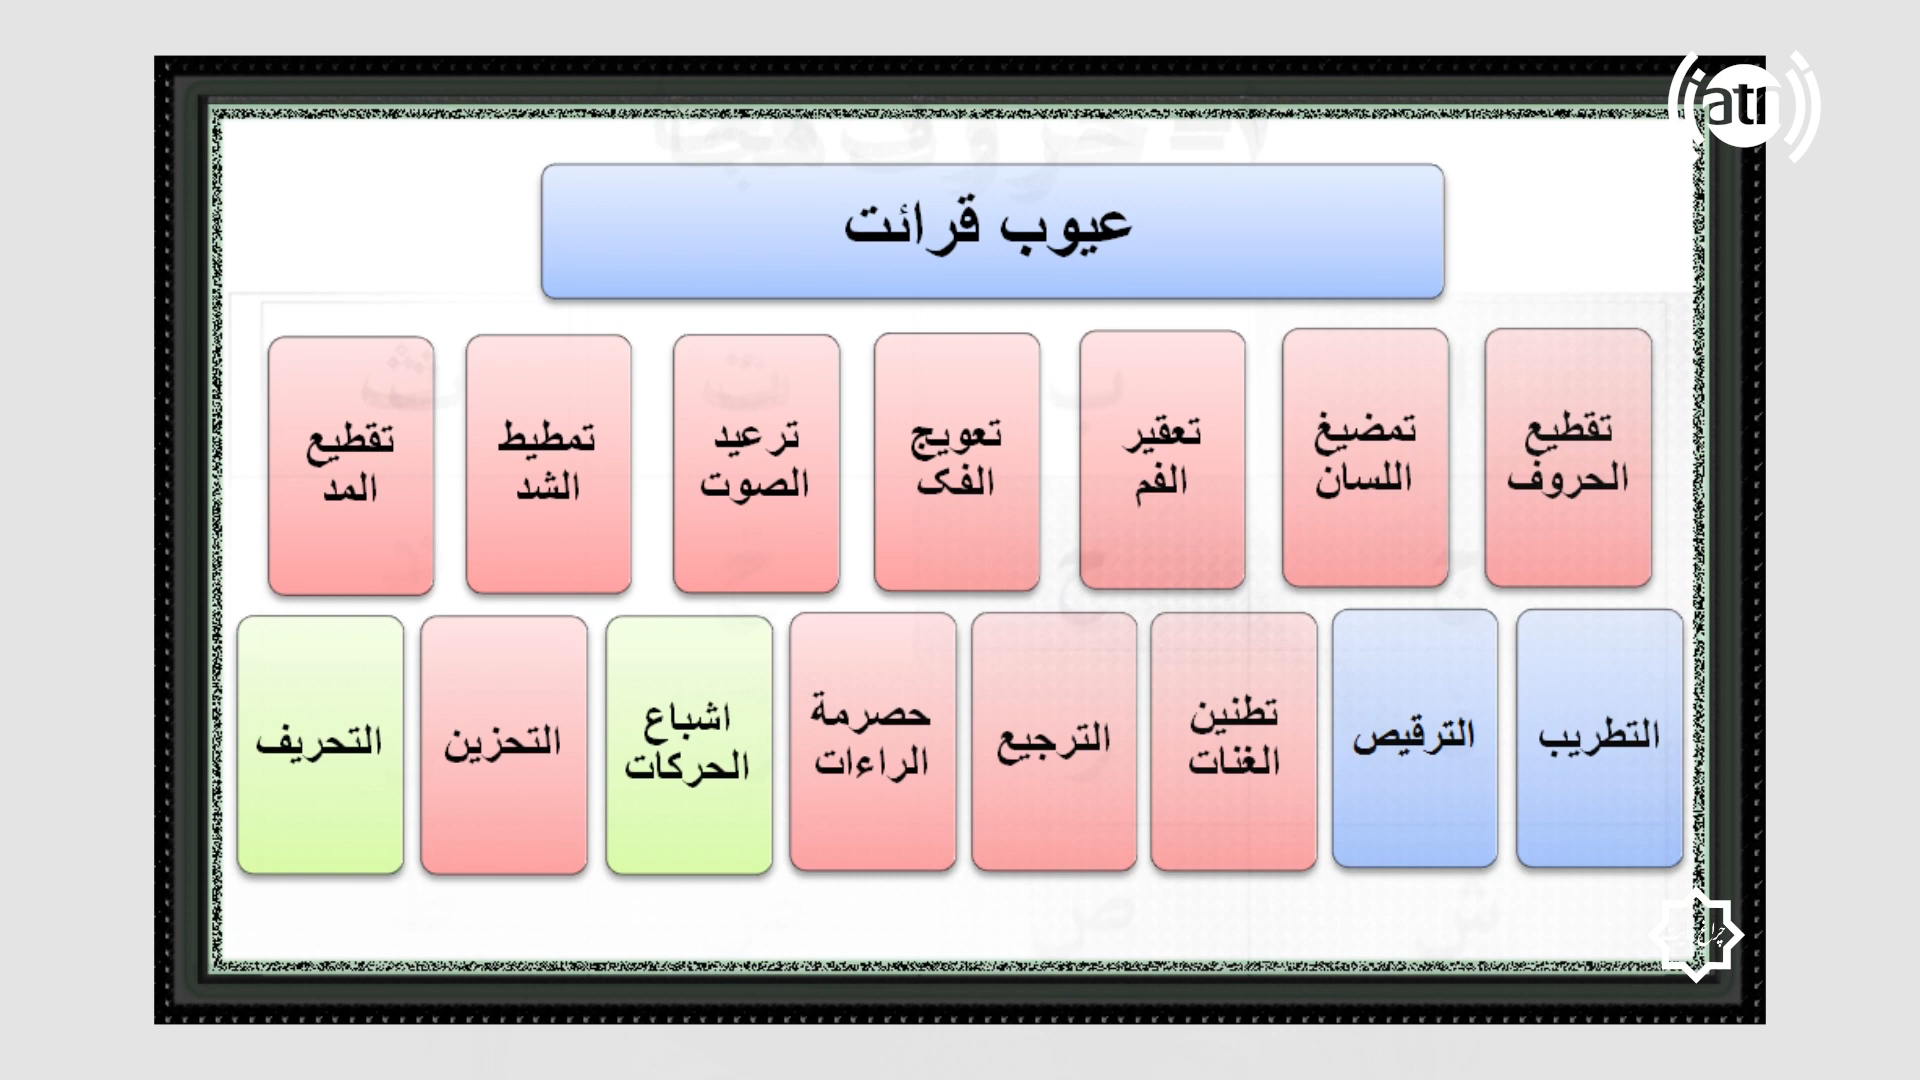 عیوب قرائت
تقطیع
الحروف
تمضیغ
اللسان
تعقیر
الفم
تعویج
الفک
ترعید
الصوت
تمطیط
الشد
تقطیع
المد
التطریب
الترقیص
تطنین
الغنات
الترجیع
حصرمة
الراءات
اشباع
الحرکات
التحزین
التحریف